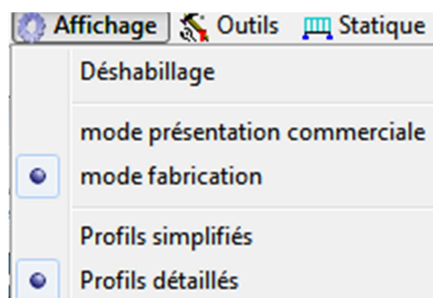 Affichage Outils Statique
Déshabillage
mode présentation commerciale
mode fabrication
Profils simplifiés
Profils détaillés